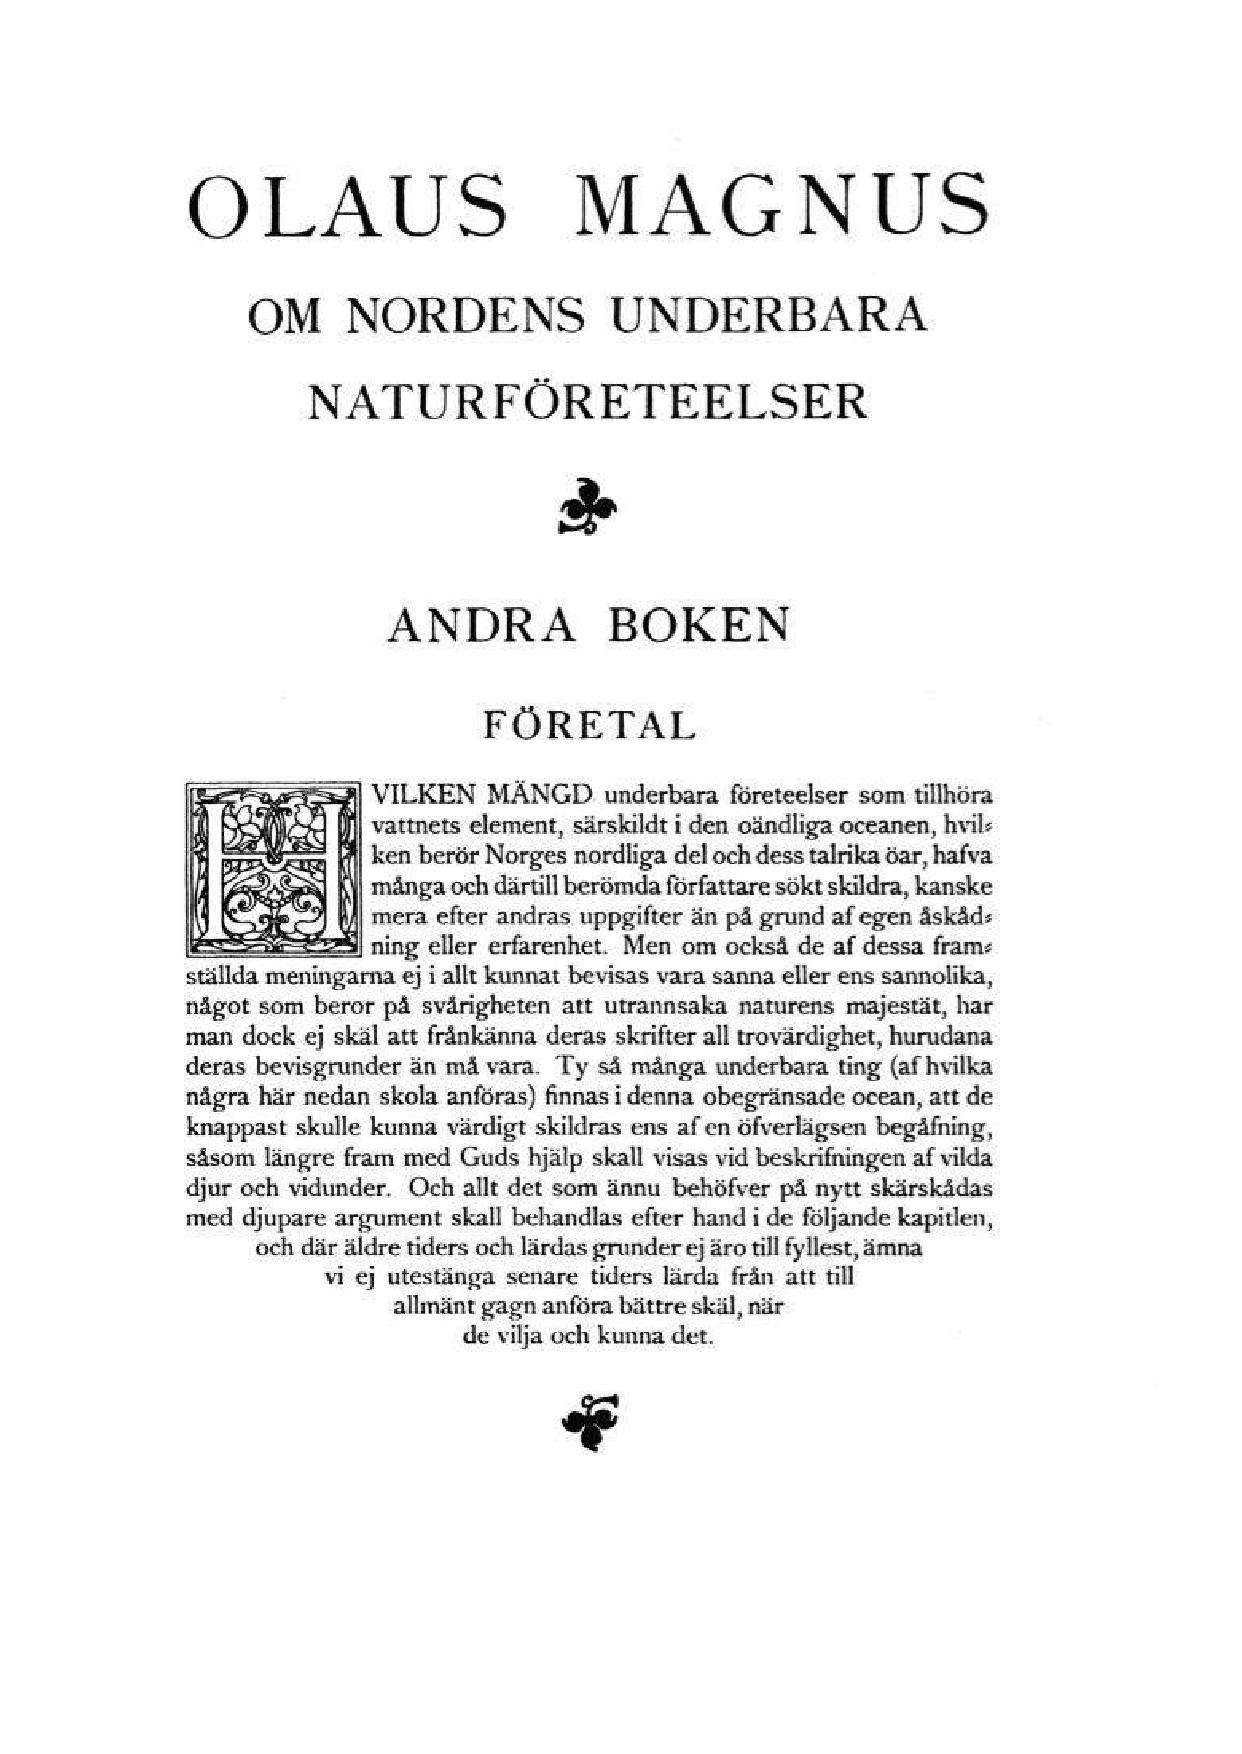 OLAUS MAGNUS
OM NORDENS UNDERBARA
NATURFÖRETEELSER
ANDRA BOKEN
FÖRETAL
HVILKEN MÄNGD underbara företeelser som tillhöra
vattnets element, särskildt i den oändliga oceanen, hvil-
ken berör Norges nordliga del och dess talrika öar, hafva
många och därtill berömda författare sökt skildra, kanske
mera efter andras uppgifter än på grund af egen åskåd-
ning eller erfarenhet. Men om också de af dessa fram-
ställda meningarna ej i allt kunnat bevisas vara sanna eller ens sannolika,
något som beror på svårigheten att utrannsaka naturens majestät, har
man dock ej skäl att frånkänna deras skrifter all trovärdighet, hurudana
deras bevisgrunder än må vara. Ty så många underbara ting (af hvilka
några här nedan skola anföras) finnas i denna obegränsade ocean, att de
knappast skulle kunna värdigt skildras ens af en öfverlägsen begåfning,
såsom längre fram med Guds hjälp skall visas vid beskrifningen af vilda
djur och vidunder. Och allt det som ännu behöfver på nytt skärskådas
med djupare argument skall behandlas efter hand i de följande kapitlen,
och där äldre tiders och lärdas grunder ej äro till fyllest, ämna
vi ej utestänga senare tiders lärda från att till
allmänt gagn anföra bättre skäl, när
de vilja och kunna det.